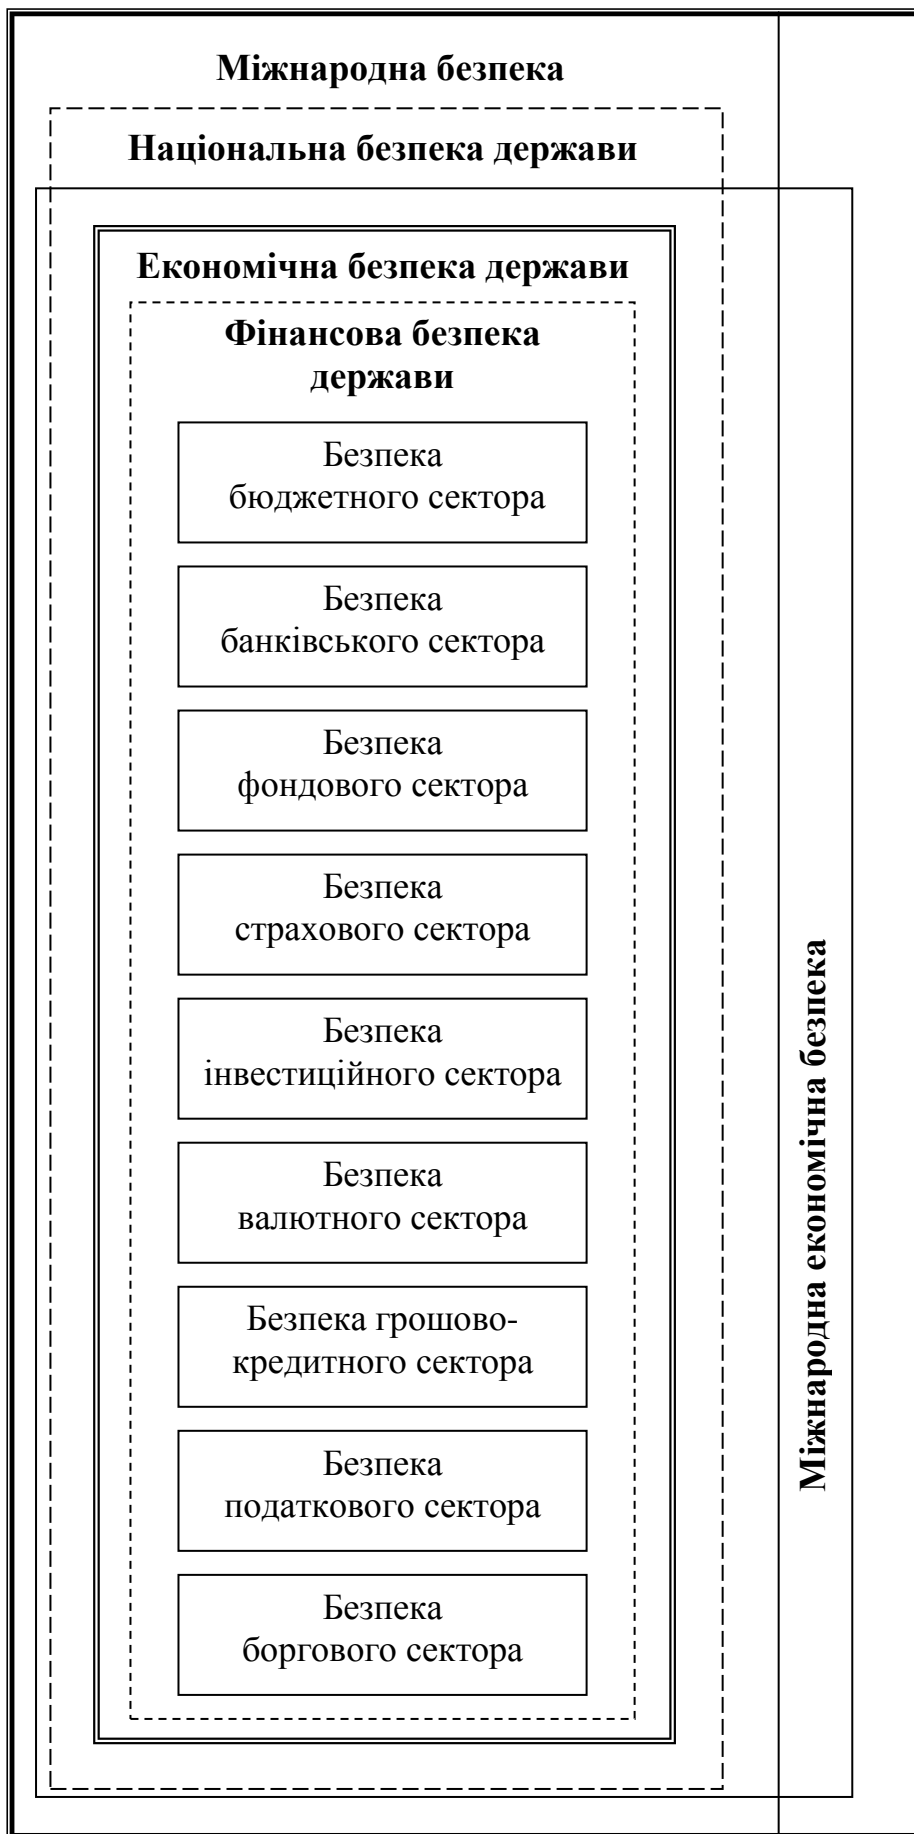 Міжнародна безпека
Національна безпека держави
Економічна безпека держави
Фінансова безпека
держави
Безпека
бюджетного сектора
Безпека
банківського сектора
Безпека
фондового сектора
Безпека
страхового сектора
Безпека
інвестиційного сектора
Безпека
валютного сектора
Безпека грошово-
кредитного сектора
Безпека
податкового сектора
Безпека
боргового сектора
Міжнародна економічна безпека